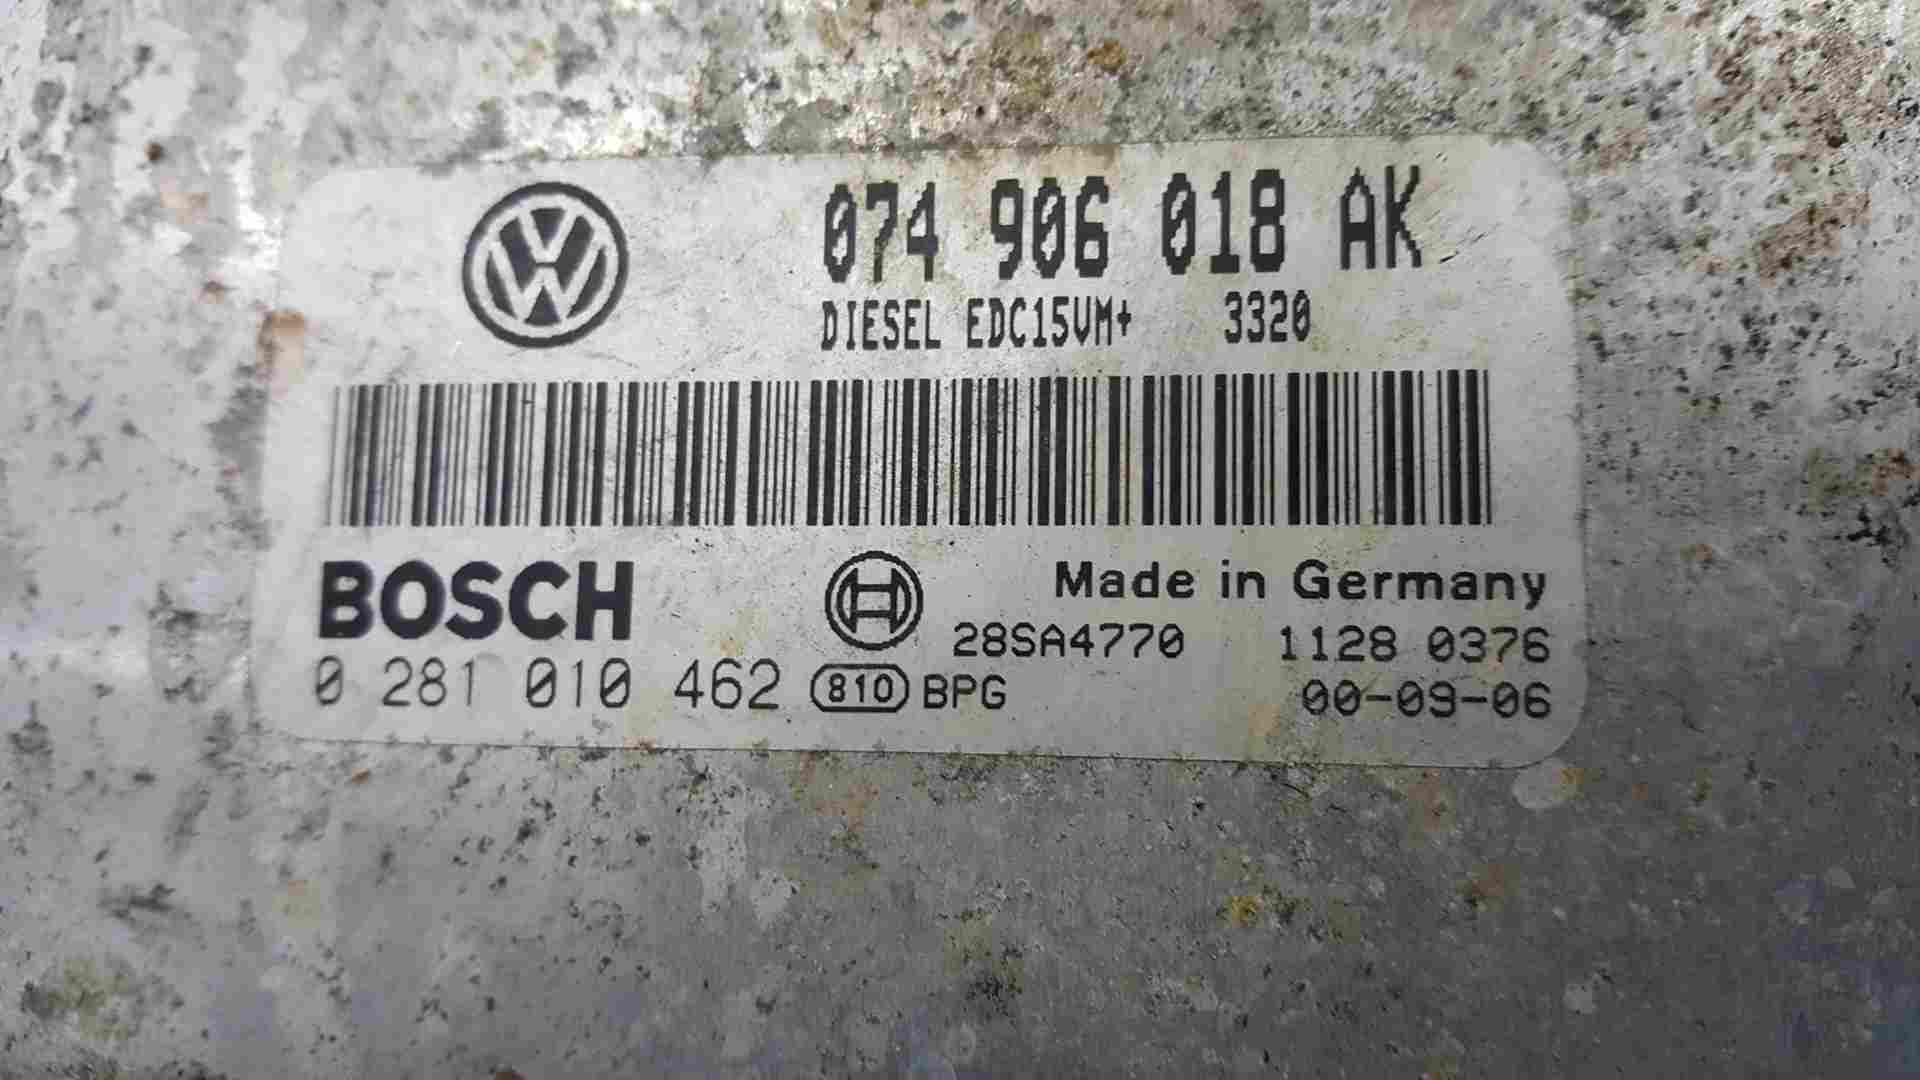 074 906 018 AK
DIESEL EDC15VM+ 3320
BOSCH
Made in Germany
28SA4770 1128 0376
0 281 010 462 810 BPG 00-09-06